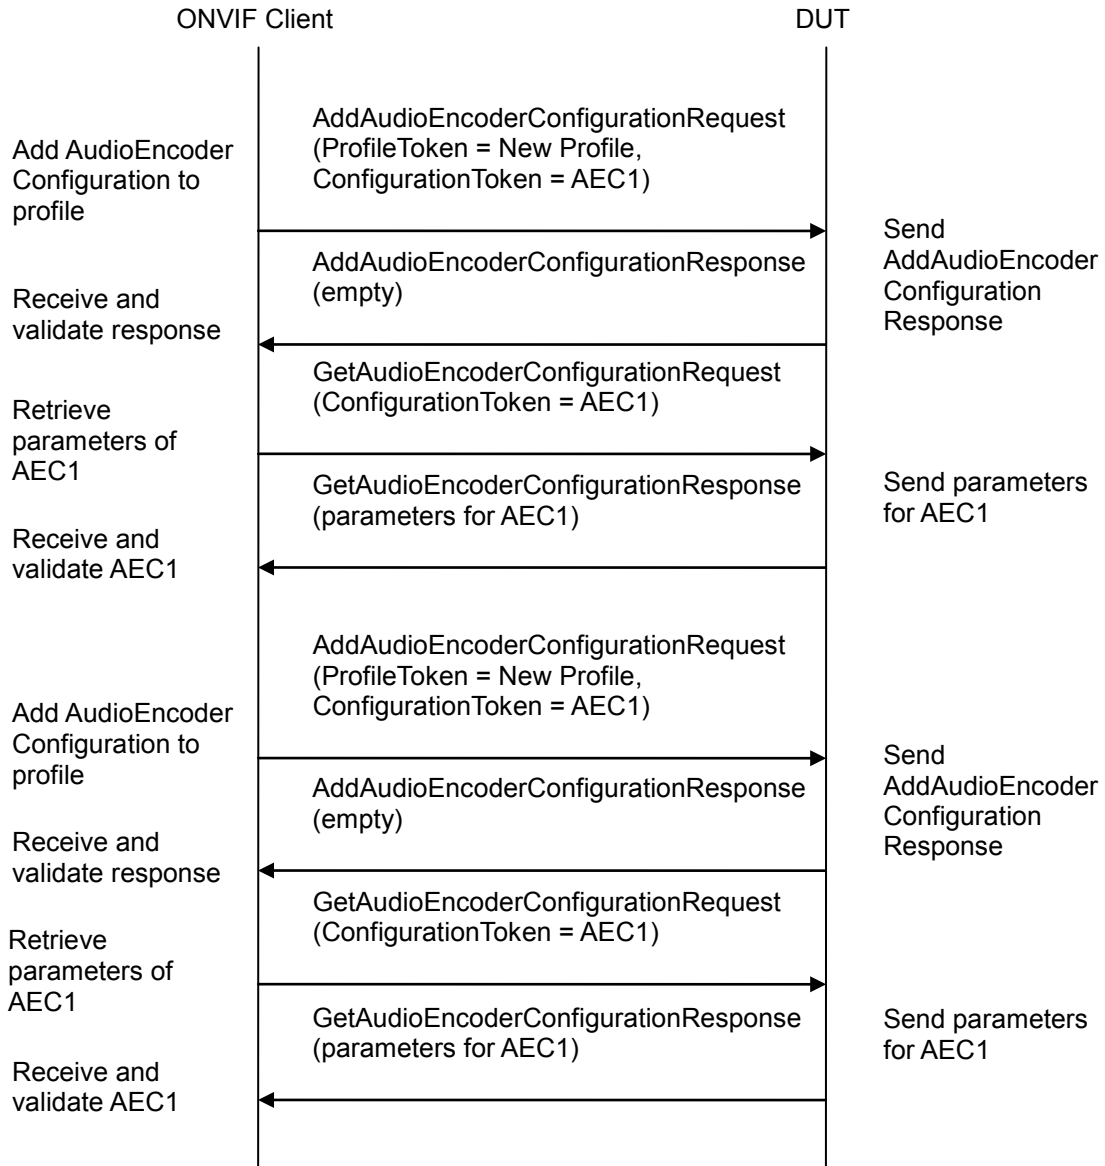 ONVIF Client
DUT
AddAudioEncoderConfigurationRequest
(ProfileToken = New Profile,
ConfigurationToken = AEC1)
Add AudioEncoder
Configuration to
profile
Send
AddAudioEncoder
Configuration
Response
AddAudioEncoderConfigurationResponse
(empty)
Receive and
validate response
GetAudioEncoderConfigurationRequest
(ConfigurationToken = AEC1)
Retrieve
parameters of
AEC1
Send parameters
for AEC1
GetAudioEncoderConfigurationResponse
(parameters for AEC1)
Receive and
validate AEC1
AddAudioEncoderConfigurationRequest
(ProfileToken = New Profile,
ConfigurationToken = AEC1)
Add AudioEncoder
Configuration to
profile
Send
AddAudioEncoder
Configuration
Response
AddAudioEncoderConfigurationResponse
(empty)
Receive and
validate response
GetAudioEncoderConfigurationRequest
(ConfigurationToken = AEC1)
Retrieve
parameters of
AEC1
Send parameters
for AEC1
GetAudioEncoderConfigurationResponse
(parameters for AEC1)
Receive and
validate AEC1